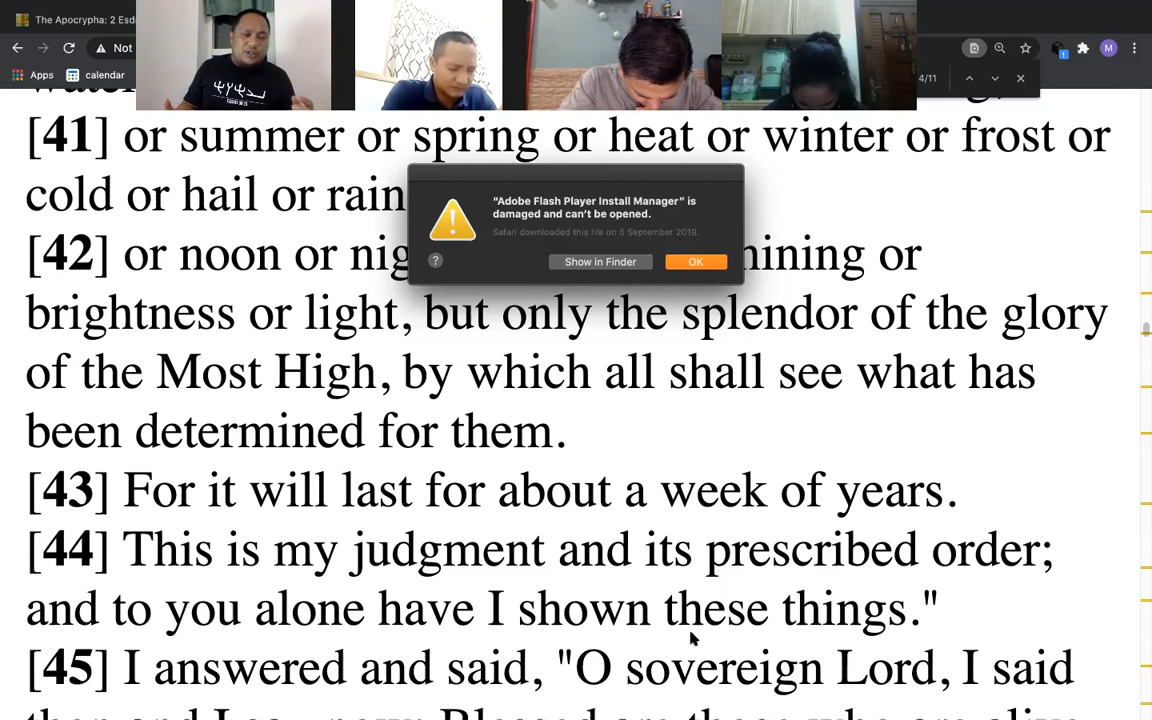 The Apocrypha: 2 Esd
Not
Apps
calendar
4/11
M
1
[41] or summer or spring or heat or winter or frost or
cold or hail or rain
[42] or noon or nig
hining or
brightness or light, but only the splendor of the glory
of the Most High, by which all shall see what has
been determined for them.
[43] For it will last for about a week of years.
[44] This is my judgment and its prescribed order;
and to you alone have I shown these things."
[45] I answered and said, "O sovereign Lord, I said
“Adobe Flash Player Install Manager” is
damaged and can’t be opened.
Safari downloaded this file on 6 September 2019.
?
Show in Finder
OK